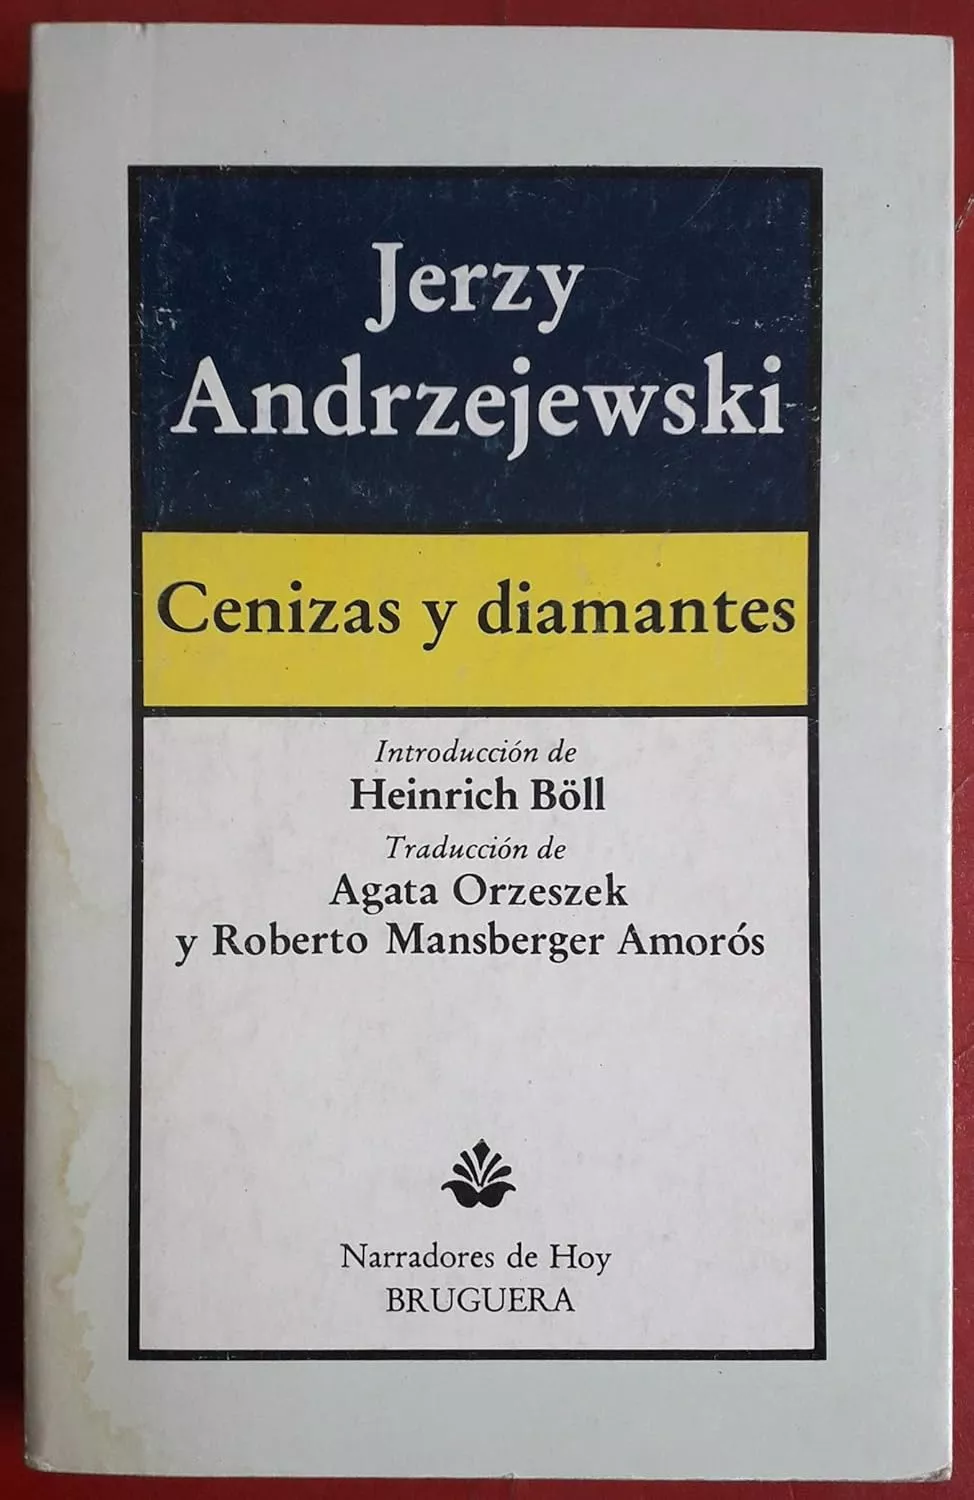 Jerzy
Andrzejewski
Cenizas y diamantes
Introducción de
Heinrich Böll
Traducción de
Agata Orzeszek
y Roberto Mansberger Amorós
Narradores de Hoy
BRUGUERA